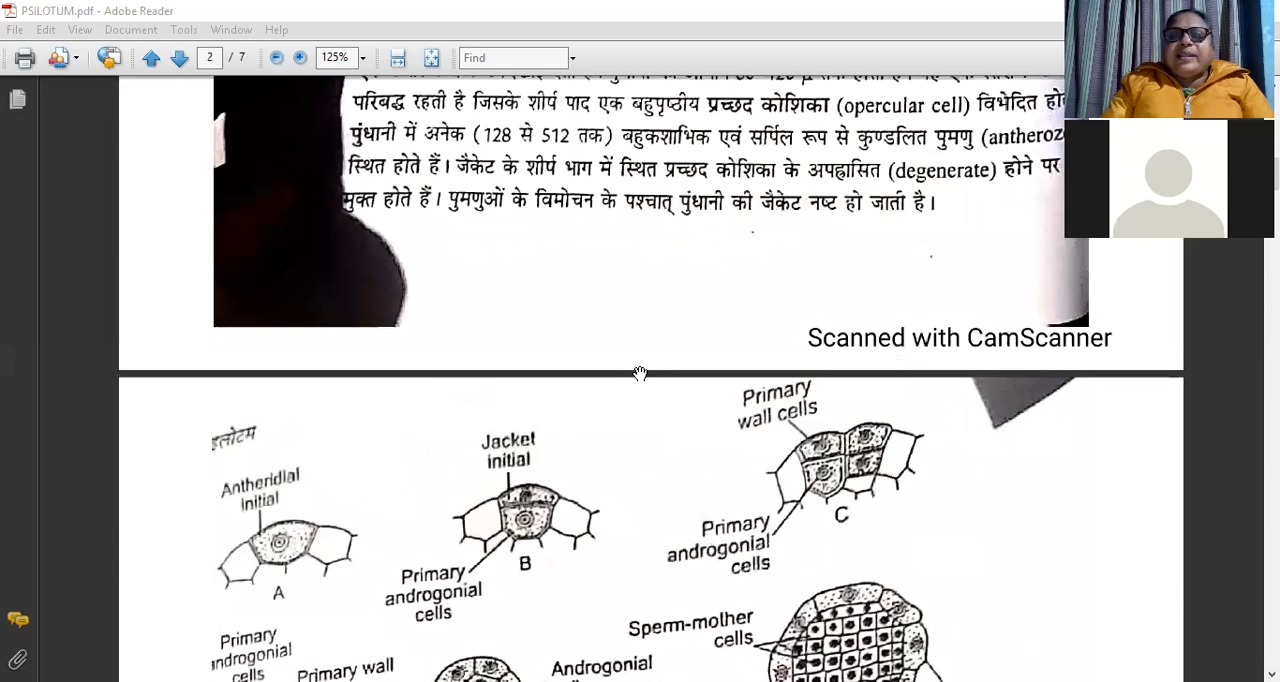 PSILOTUM.pdf - Adobe Reader
File Edit View Document Tools Window Help
2 / 7 125% Find
परिबद्ध रहती है जिसके शीर्ष पाद एक बहुपृष्ठीय प्रच्छद कोशिका (opercular cell) विभेदित
पुंधानी में अनेक (128 से 512 तक) बहुकशाभिक एवं सर्पिल रूप से कुण्डलित पुमणु
स्थित होते हैं। जैकेट के शीर्ष भाग में स्थित प्रच्छद कोशिका के अपह्रासित (degenerate) होने पर
मुक्त होते हैं। पुमणुओं के विमोचन के पश्चात् पुंधानी की जैकेट नष्ट हो जाती है।
Scanned with CamScanner
Antheridial
initial
A
Jacket
initial
Primary
androgonial
cells
B
Primary
wall cells
Primary
androgonial
cells
C
Primary
cells
Primary wall
Androgonial
Sperm-mother
cells